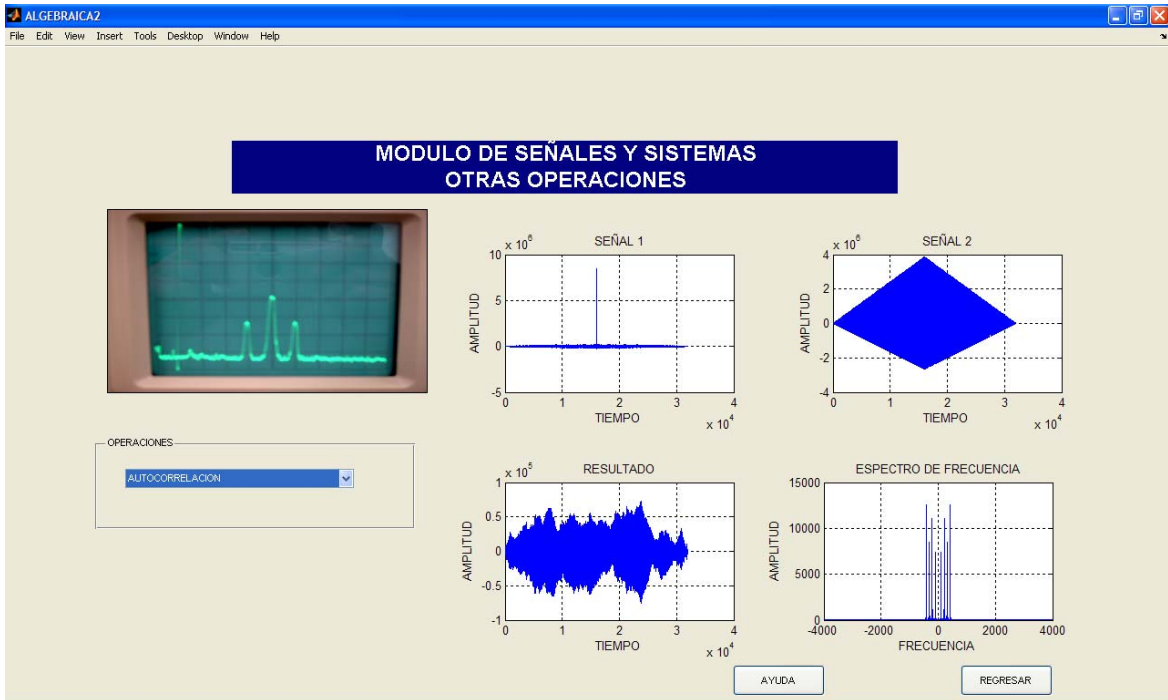 ALGEBRAICA2
File Edit View Insert Tools Desktop Window Help
MODULO DE SEÑALES Y SISTEMAS
OTRAS OPERACIONES
OPERACIONES
AUTOCORRELACION
x 10^6
SEÑAL 1
10
5
0
-5
AMPLITUD
0 1 2 3 4
TIEMPO
x 10^4
x 10^6
SEÑAL 2
4
2
0
-2
-4
AMPLITUD
0 1 2 3 4
TIEMPO
x 10^4
x 10^5
RESULTADO
1
0.5
0
-0.5
-1
AMPLITUD
0 1 2 3 4
TIEMPO
x 10^4
ESPECTRO DE FRECUENCIA
15000
10000
5000
0
AMPLITUD
-4000 -2000 0 2000 4000
FRECUENCIA
AYUDA
REGRESAR